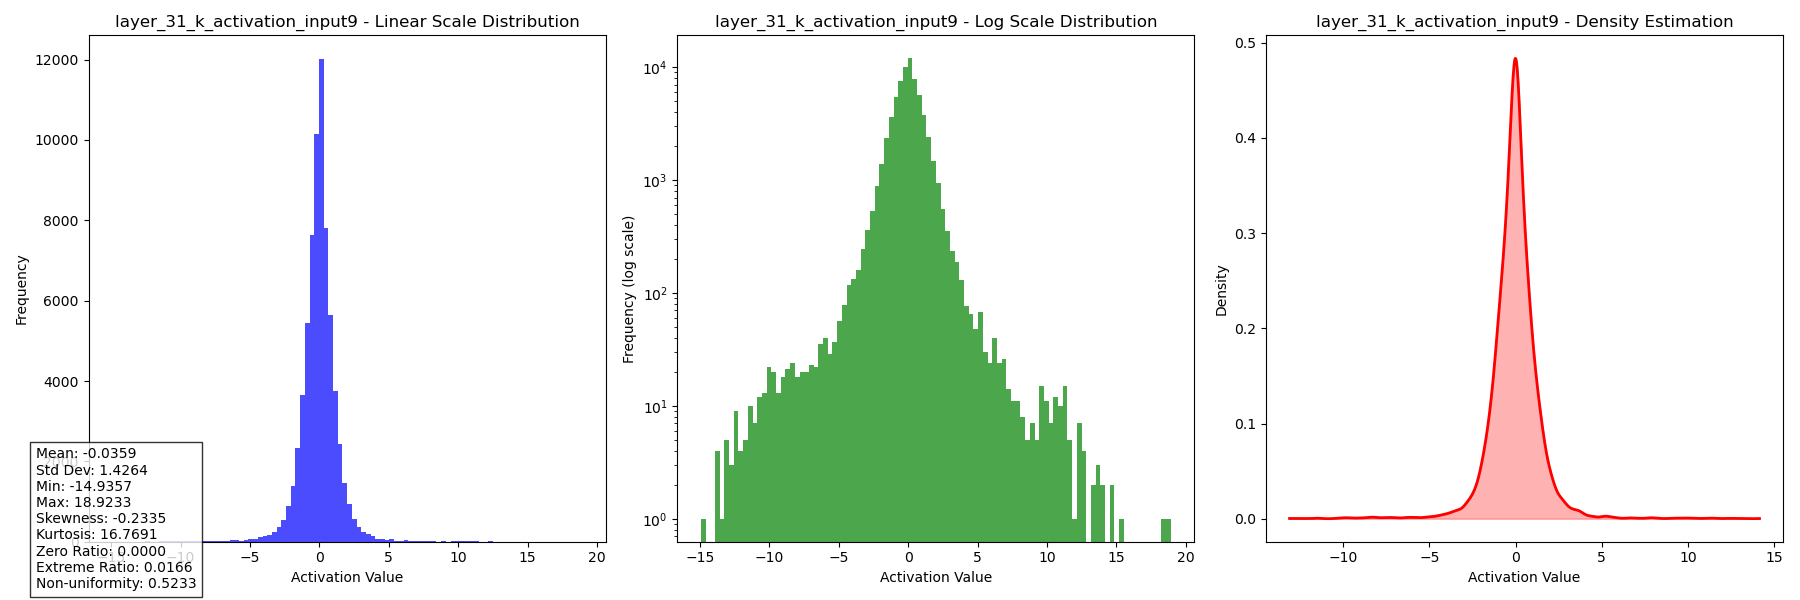 layer_31_k_activation_input9 - Linear Scale Distribution
12000
10000
8000
6000
4000
Frequency
−5
0
5
10
15
20
Activation Value
Mean: -0.0359
Std Dev: 1.4264
Min: -14.9357
Max: 18.9233
Skewness: -0.2335
Kurtosis: 16.7691
Zero Ratio: 0.0000
Extreme Ratio: 0.0166
Non-uniformity: 0.5233
layer_31_k_activation_input9 - Log Scale Distribution
10⁴
10³
10²
10¹
10⁰
Frequency (log scale)
−15
−10
−5
0
5
10
15
20
Activation Value
layer_31_k_activation_input9 - Density Estimation
0.5
0.4
0.3
0.2
0.1
0.0
Density
−10
−5
0
5
10
15
Activation Value